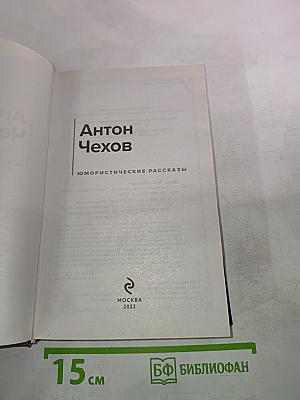 Антон
Чехов
ЮМОРИСТИЧЕСКИЕ РАССКАЗЫ
МОСКВА
2022
15 см
БФ БИБЛИОФАН